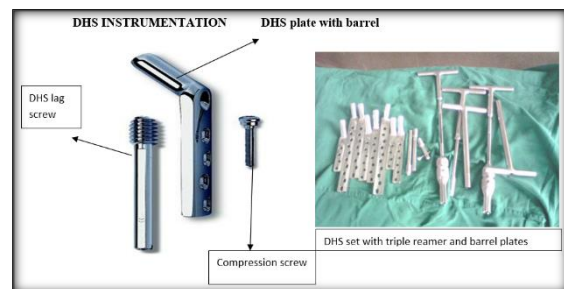 DHS INSTRUMENTATION
DHS plate with barrel
DHS lag
screw
Compression screw
DHS set with triple reamer and barrel plates